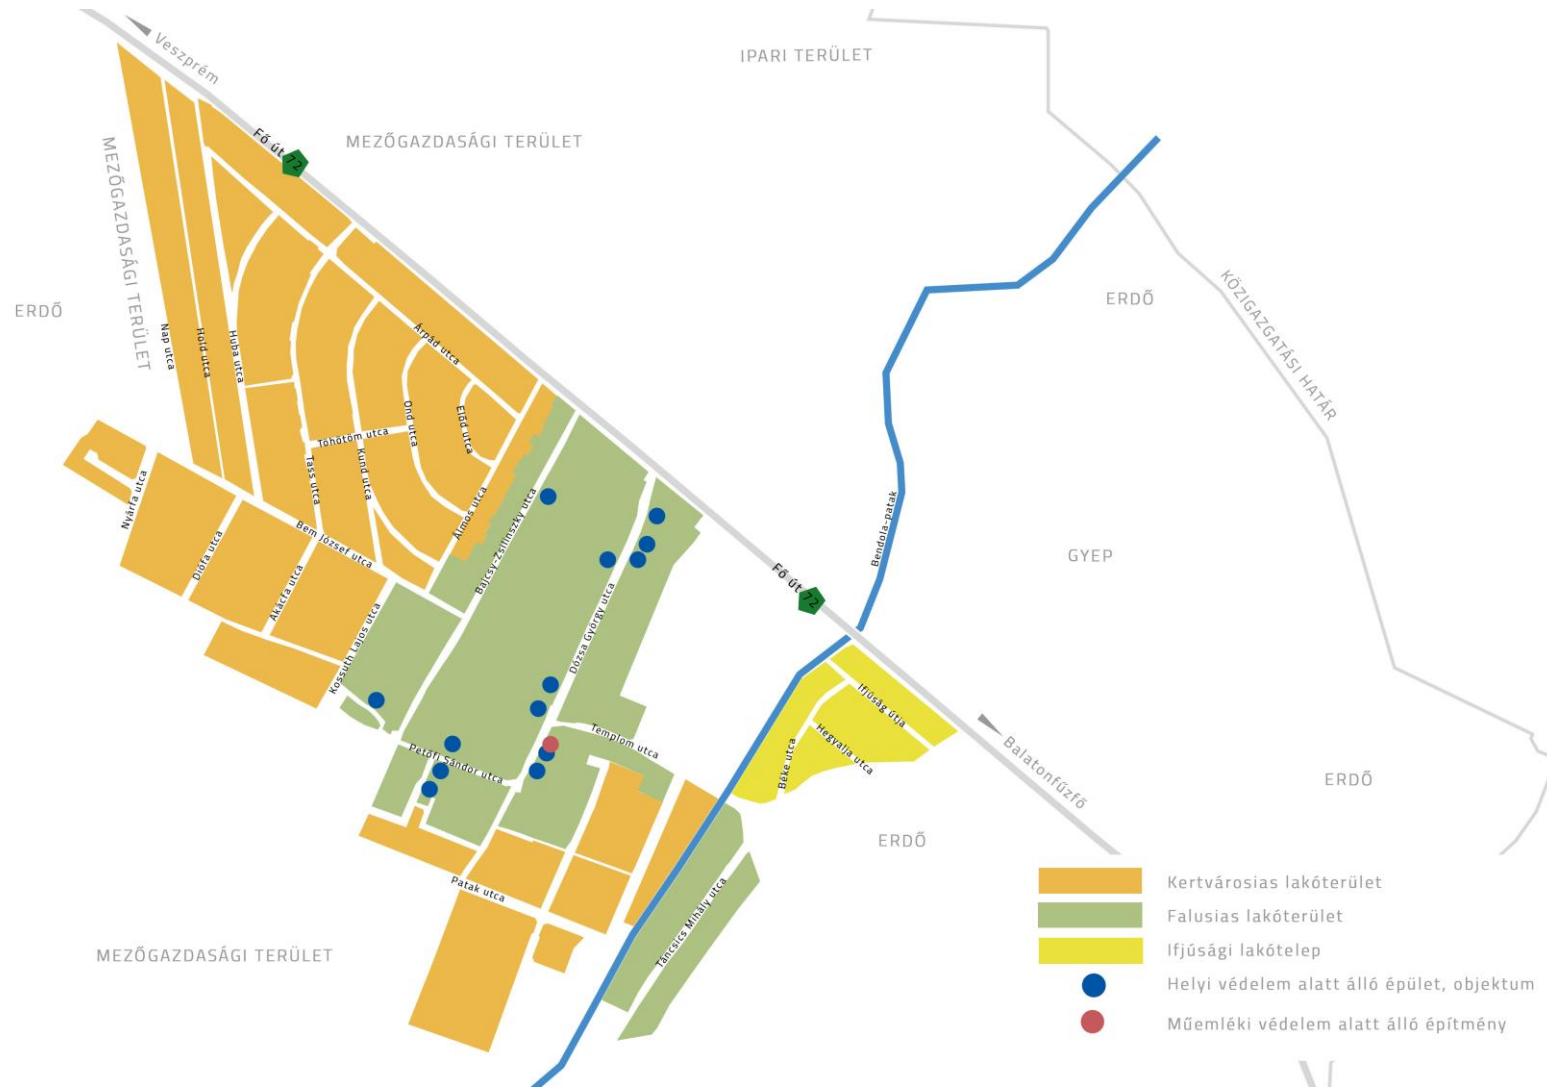 Veszprém
IPARI TERÜLET
Fő út 72
MEZŐGAZDASÁGI TERÜLET
MEZŐGAZDASÁGI TERÜLET
ERDŐ
ERDŐ
KÖZIGAZGATÁSI HATÁR
Nap utca
Hold utca
Huba utca
Árpád utca
Ond utca
Előd utca
Töhötöm utca
Tass utca
Kund utca
Álmos utca
Nyárfa utca
Bem József utca
Diófa utca
Akácfa utca
Bajcsy-Zsilinszky utca
Bendola-patak
GYEP
Fő út 72
Kossuth Lajos utca
Dózsa György utca
Ifjúság útja
Hegyalja utca
Béke utca
Templom utca
Petőfi Sándor utca
Balatonfűzfő
ERDŐ
ERDŐ
Patak utca
Táncsics Mihály utca
MEZŐGAZDASÁGI TERÜLET
Kertvárosias lakóterület
Falusias lakóterület
Ifjúsági lakótelep
Helyi védelem alatt álló épület, objektum
Műemléki védelem alatt álló építmény